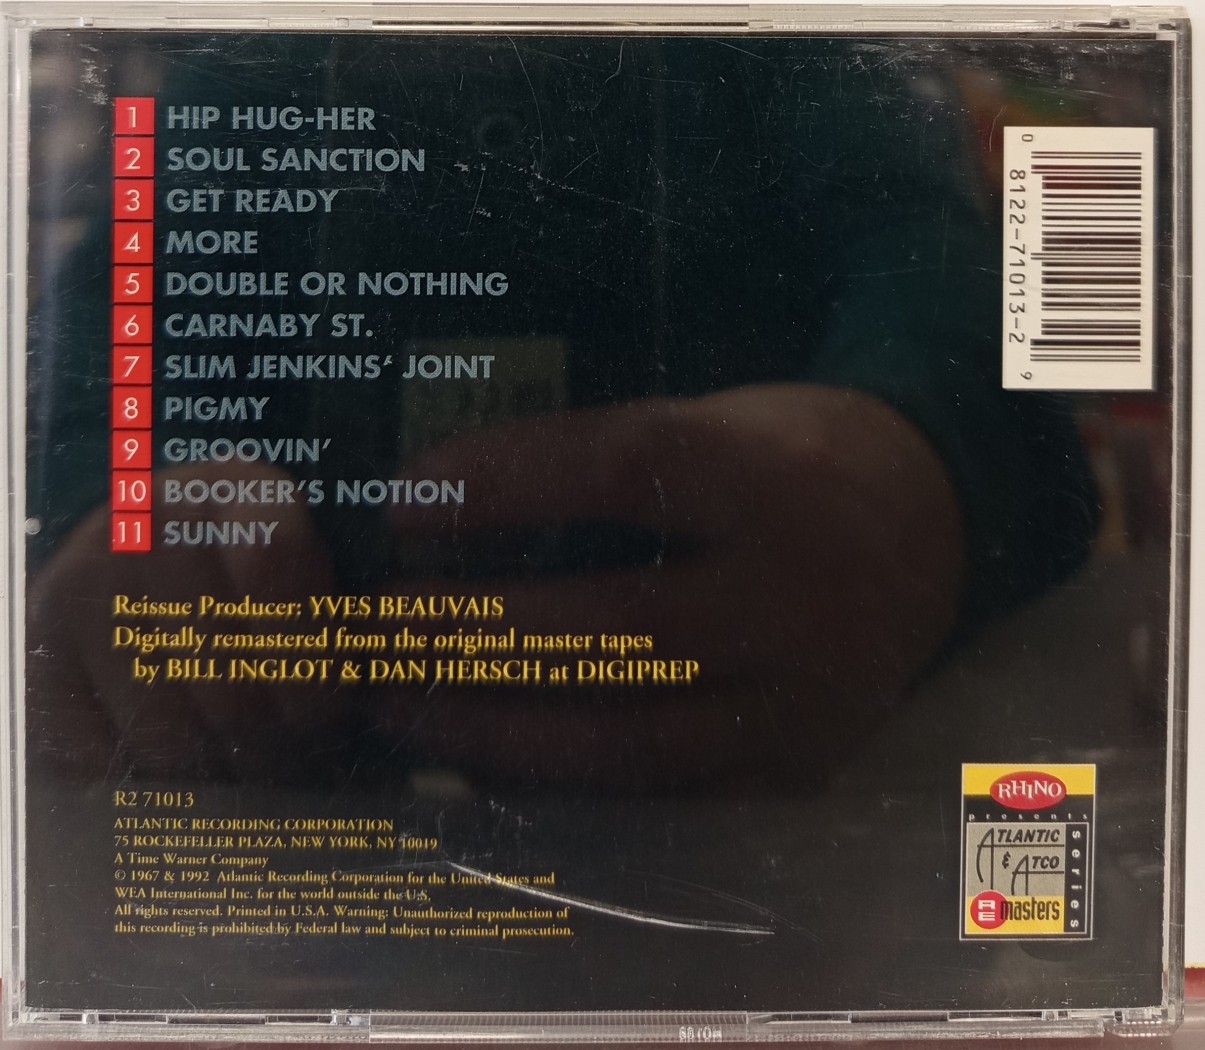 1 HIP HUG-HER
2 SOUL SANCTION
3 GET READY
4 MORE
5 DOUBLE OR NOTHING
6 CARNABY ST.
7 SLIM JENKINS' JOINT
8 PIGMY
9 GROOVIN'
10 BOOKER'S NOTION
11 SUNNY
0 8122-71013-2 9
Reissue Producer: YVES BEAUVAIS
Digitally remastered from the original master tapes
by BILL INGLOT & DAN HERSCH at DIGIPREP
R2 71013
ATLANTIC RECORDING CORPORATION
75 ROCKEFELLER PLAZA, NEW YORK, NY 10019
A Time Warner Company
© 1967 & 1992 Atlantic Recording Corporation for the United States and
WEA International Inc. for the world outside the U.S.
All rights reserved. Printed in U.S.A. Warning: Unauthorized reproduction of
this recording is prohibited by Federal law and subject to criminal prosecution.
RHINO
presents
ATLANTIC
& ATCO
RE masters
series